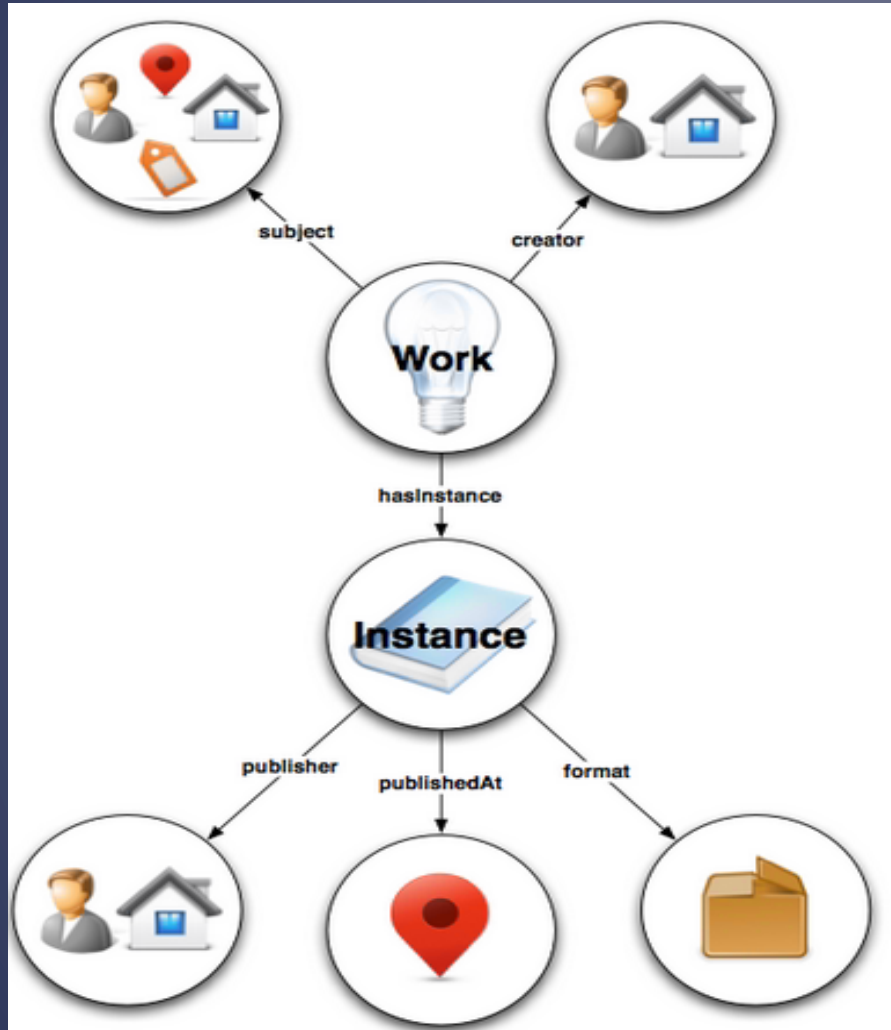 subject
creator
Work
hasInstance
Instance
publisher
publishedAt
format